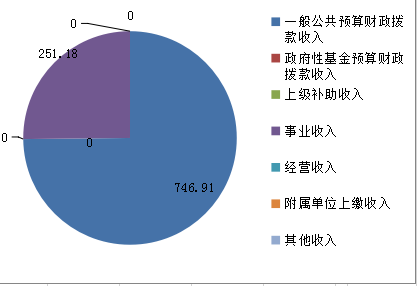 0
0
251.18
0
0
746.91
一般公共预算财政拨
款收入
政府性基金预算财政
拨款收入
上级补助收入
事业收入
经营收入
附属单位上缴收入
其他收入